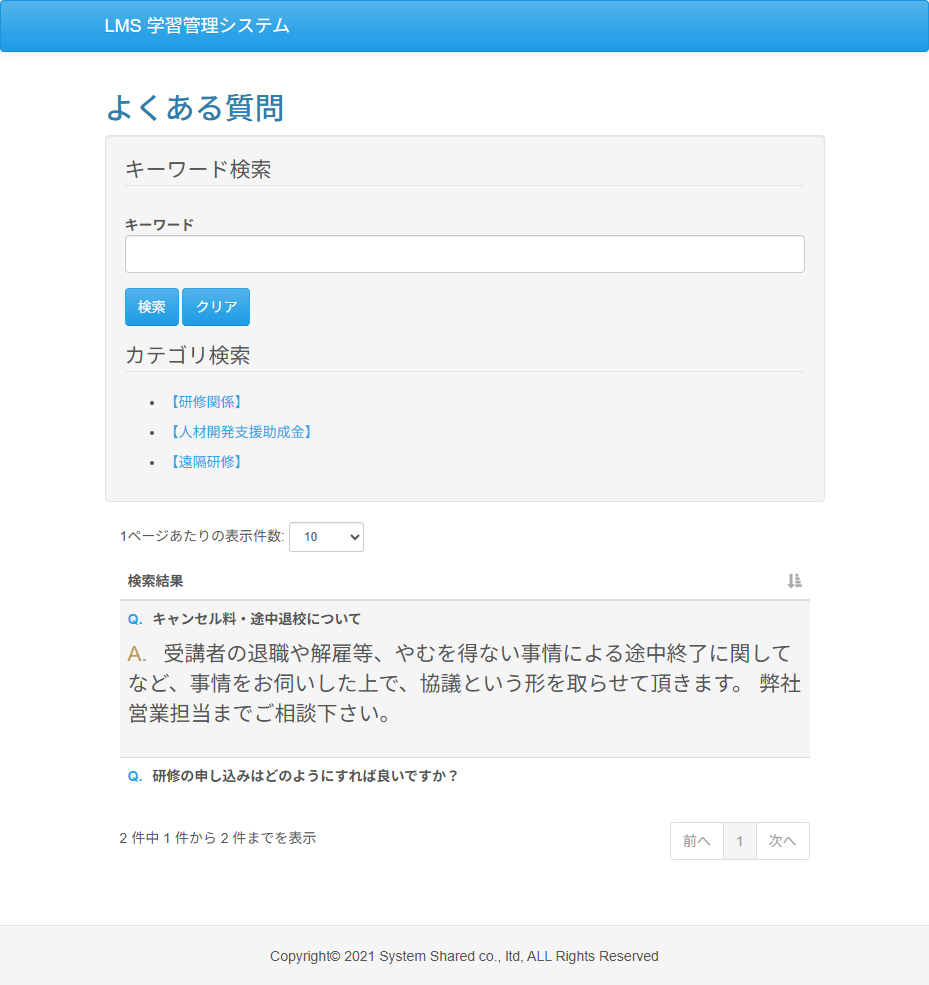 LMS 学習管理システム
よくある質問
キーワード検索
キーワード
検索 クリア
カテゴリ検索
【研修関係】
【人材開発支援助成金】
【遠隔研修】
1ページあたりの表示件数: 10
検索結果
Q. キャンセル料・途中退校について
A. 受講者の退職や解雇等、やむを得ない事情による途中終了に関して
など、事情をお伺いした上で、協議という形を取らせて頂きます。 弊社
営業担当までご相談下さい。
Q. 研修の申し込みはどのようにすれば良いですか？
2 件中 1 件から 2 件までを表示
前へ 1 次へ
Copyright© 2021 System Shared co., ltd, ALL Rights Reserved